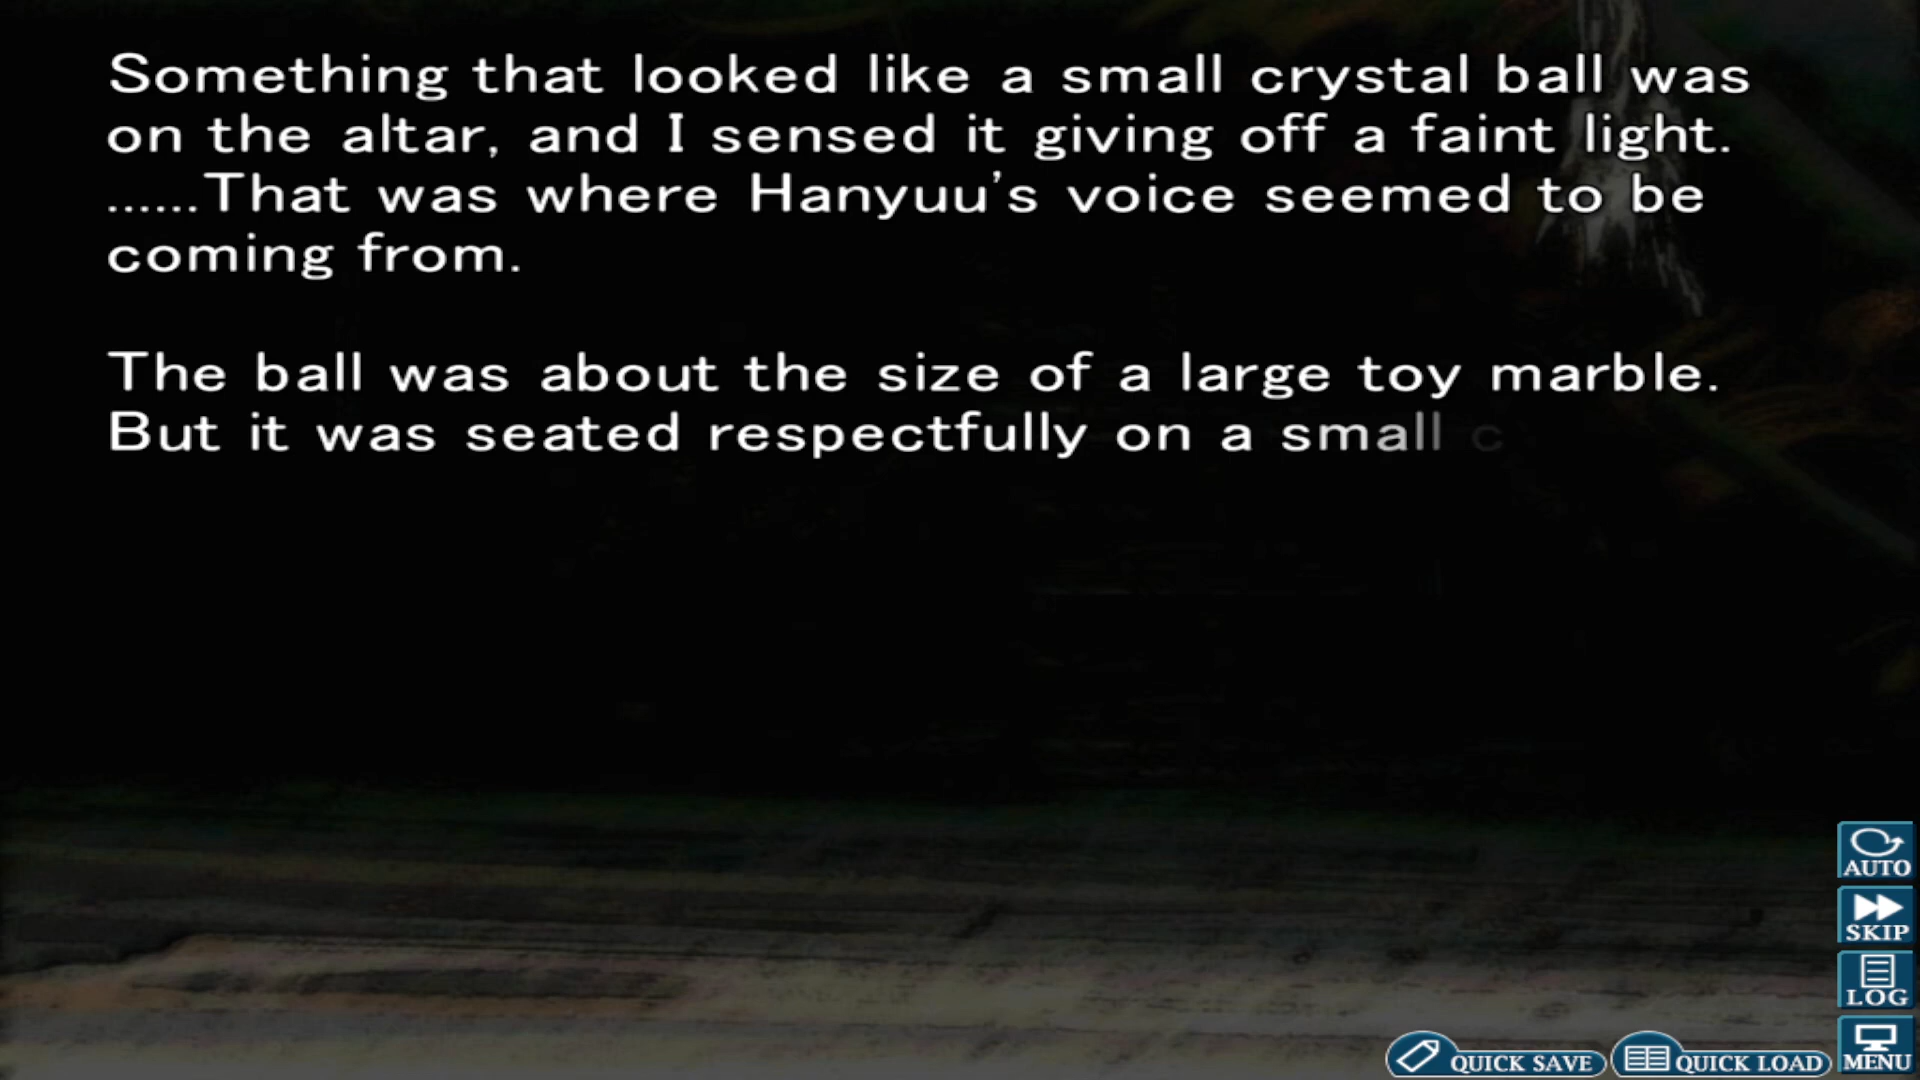 Something that looked like a small crystal ball was
on the altar, and I sensed it giving off a faint light.
......That was where Hanyuu's voice seemed to be
coming from.
The ball was about the size of a large toy marble.
But it was seated respectfully on a small c
AUTO
SKIP
LOG
MENU
QUICK SAVE
QUICK LOAD